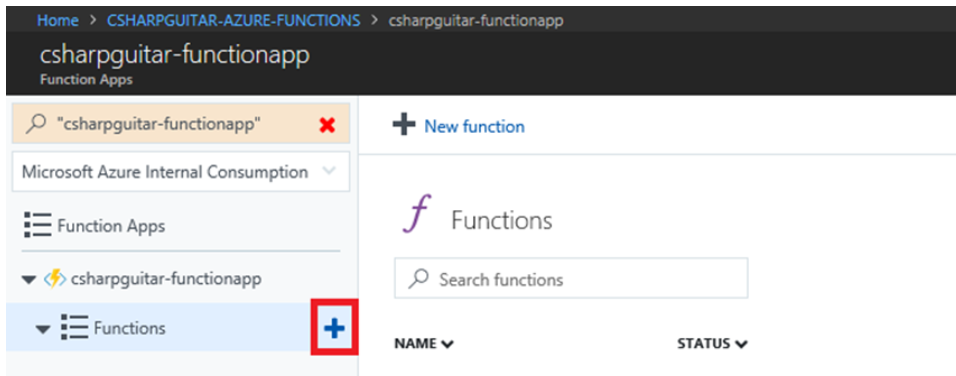 Home > CSHARPGUITAR-AZURE-FUNCTIONS > csharpguitar-functionapp
csharpguitar-functionapp
Function Apps
"csharpguitar-functionapp"
New function
Microsoft Azure Internal Consumption
Function Apps
Functions
csharpguitar-functionapp
Search functions
Functions
NAME
STATUS